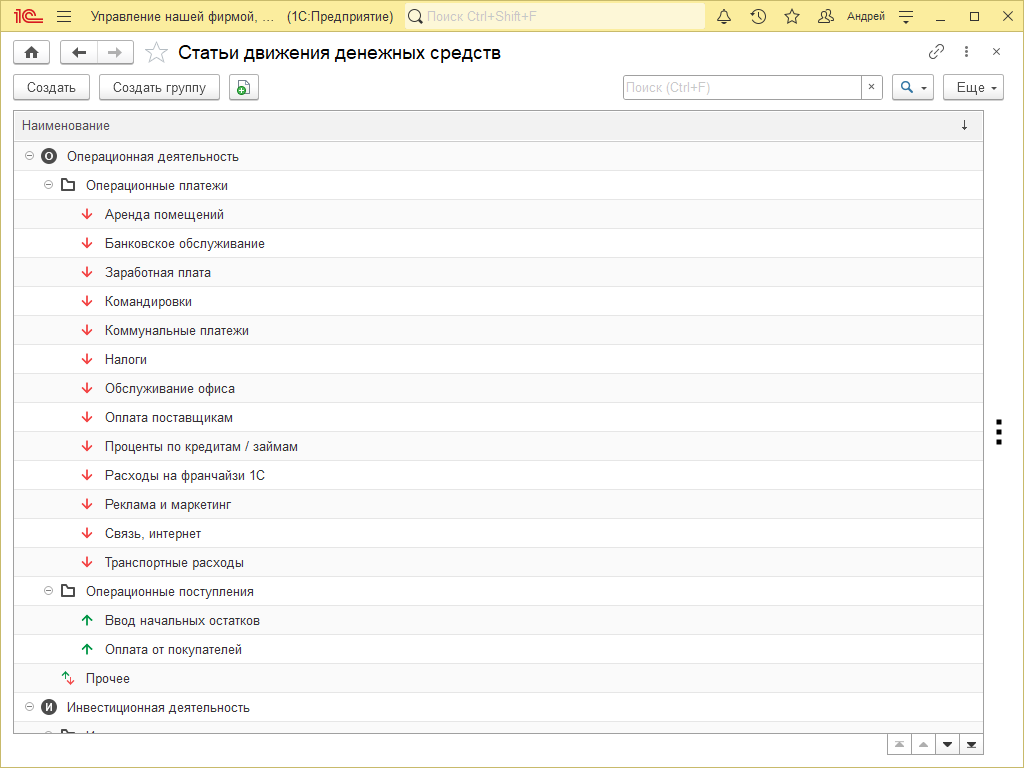 1С Управление нашей фирмой, ... (1С:Предприятие) Поиск Ctrl+Shift+F Андрей
Статьи движения денежных средств
Создать Создать группу Поиск (Ctrl+F) × Еще
Наименование
О Операционная деятельность
Операционные платежи
Аренда помещений
Банковское обслуживание
Заработная плата
Командировки
Коммунальные платежи
Налоги
Обслуживание офиса
Оплата поставщикам
Проценты по кредитам / займам
Расходы на франчайзи 1С
Реклама и маркетинг
Связь, интернет
Транспортные расходы
Операционные поступления
Ввод начальных остатков
Оплата от покупателей
Прочее
И Инвестиционная деятельность